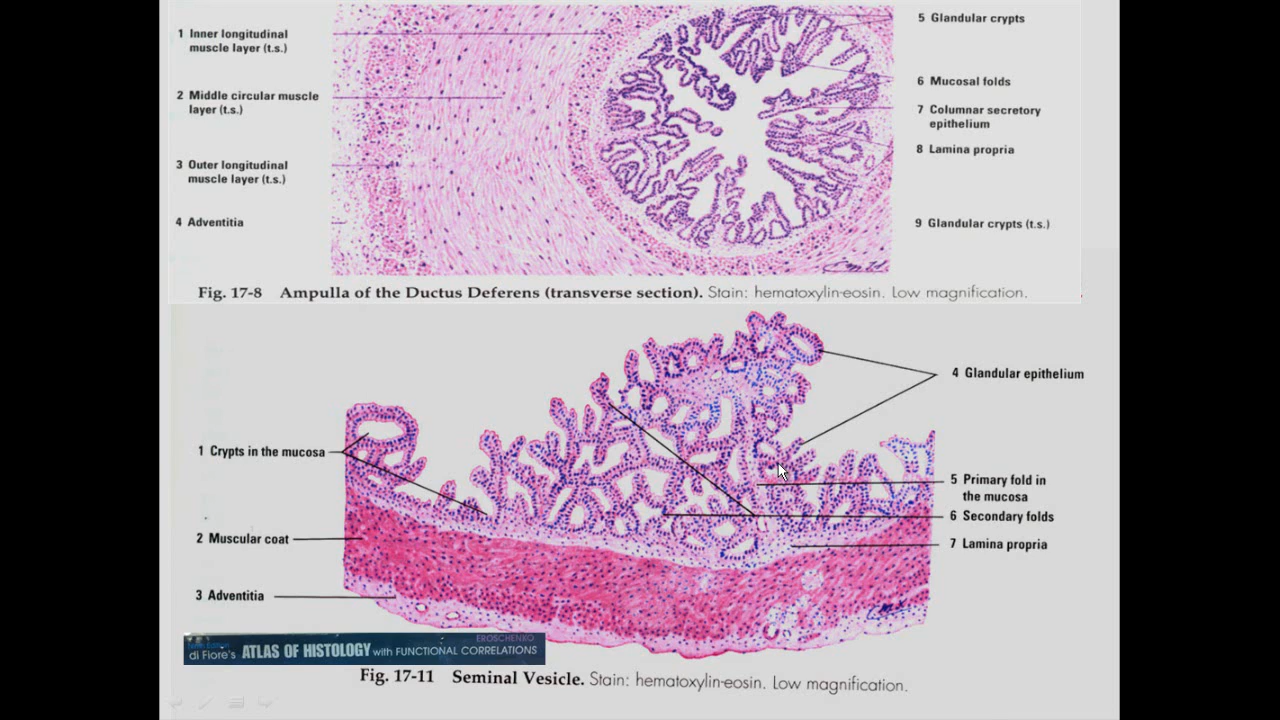 1 Inner longitudinal
muscle layer (t.s.)
2 Middle circular muscle
layer (t.s.)
3 Outer longitudinal
muscle layer (t.s.)
4 Adventitia
5 Glandular crypts
6 Mucosal folds
7 Columnar secretory
epithelium
8 Lamina propria
9 Glandular crypts (t.s.)
Fig. 17-8 Ampulla of the Ductus Deferens (transverse section). Stain: hematoxylin-eosin. Low magnification.
1 Crypts in the mucosa
2 Muscular coat
3 Adventitia
4 Glandular epithelium
5 Primary fold in
the mucosa
6 Secondary folds
7 Lamina propria
EROSCHENKO
di Fiore's ATLAS OF HISTOLOGY with FUNCTIONAL CORRELATIONS
Fig. 17-11 Seminal Vesicle. Stain: hematoxylin-eosin. Low magnification.